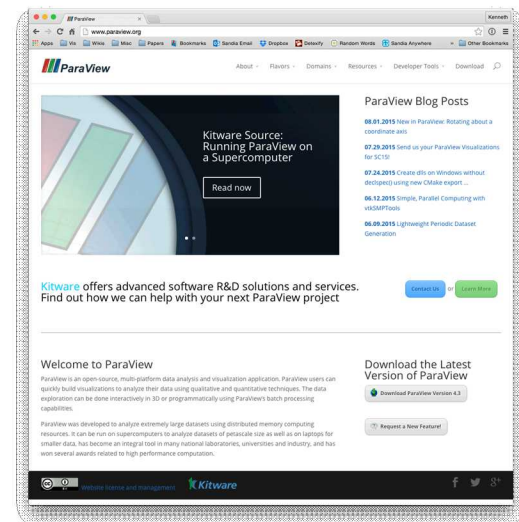 ParaView
Kenneth
www.paraview.org
Apps Vis Wikis Misc Papers Bookmarks Sandia Email Dropbox Detexify Random Words Sandia Anywhere » Other Bookmarks
ParaView
About Flavors Domains Resources Developer Tools Download
Kitware Source:
Running ParaView on
a Supercomputer
Read now
ParaView Blog Posts
08.01.2015 New in ParaView: Rotating about a
coordinate axis
07.29.2015 Send us your ParaView Visualizations
for SC15!
07.24.2015 Create dlls on Windows without
declspec() using new CMake export ...
06.12.2015 Simple, Parallel Computing with
vtkSMPTools
06.09.2015 Lightweight Periodic Dataset
Generation
Kitware offers advanced software R&D solutions and services.
Find out how we can help with your next ParaView project
Contact Us or Learn More
Welcome to ParaView
ParaView is an open-source, multi-platform data analysis and visualization application. ParaView users can
quickly build visualizations to analyze their data using qualitative and quantitative techniques. The data
exploration can be done interactively in 3D or programmatically using ParaView's batch processing
capabilities.
ParaView was developed to analyze extremely large datasets using distributed memory computing
resources. It can be run on supercomputers to analyze datasets of petascale size as well as on laptops for
smaller data, has become an integral tool in many national laboratories, universities and industry, and has
won several awards related to high performance computation.
Download the Latest
Version of ParaView
Download ParaView Version 4.3
Request a New Feature!
Website license and management
Kitware